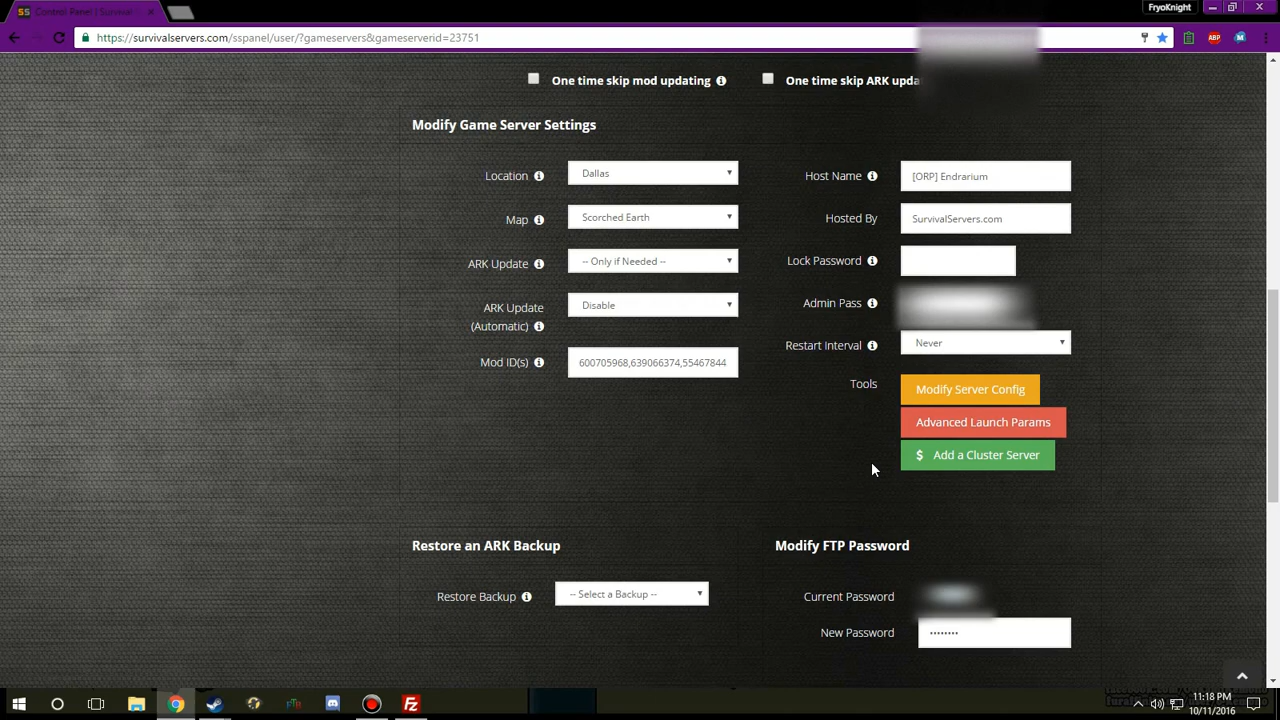 Control Panel | Survival
FryoKnight
https://survivalservers.com/sspanel/user/?gameservers&gameserverid=23751
ABP
One time skip mod updating
One time skip ARK upda
Modify Game Server Settings
Location
Dallas
Host Name
[ORP] Endrarium
Map
Scorched Earth
Hosted By
SurvivalServers.com
ARK Update
-- Only if Needed --
Lock Password
ARK Update
(Automatic)
Disable
Admin Pass
Mod ID(s)
600705968,639066374,55467844
Restart Interval
Never
Tools
Modify Server Config
Advanced Launch Params
$ Add a Cluster Server
Restore an ARK Backup
Modify FTP Password
Restore Backup
-- Select a Backup --
Current Password
New Password
••••••••
11:18 PM
10/11/2016